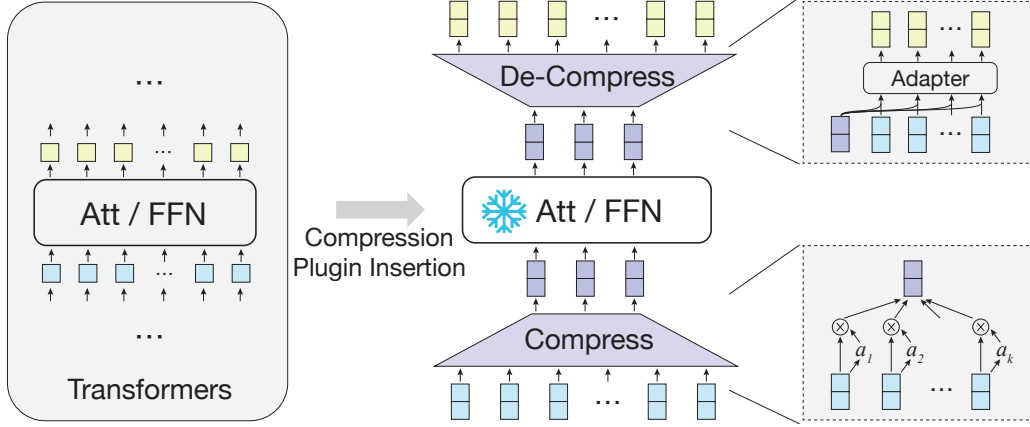 ...
Att / FFN
...
...
Transformers
Compression
Plugin Insertion
...
De-Compress
Att / FFN
Compress
...
...
Adapter
...
a1
a2
ak
...